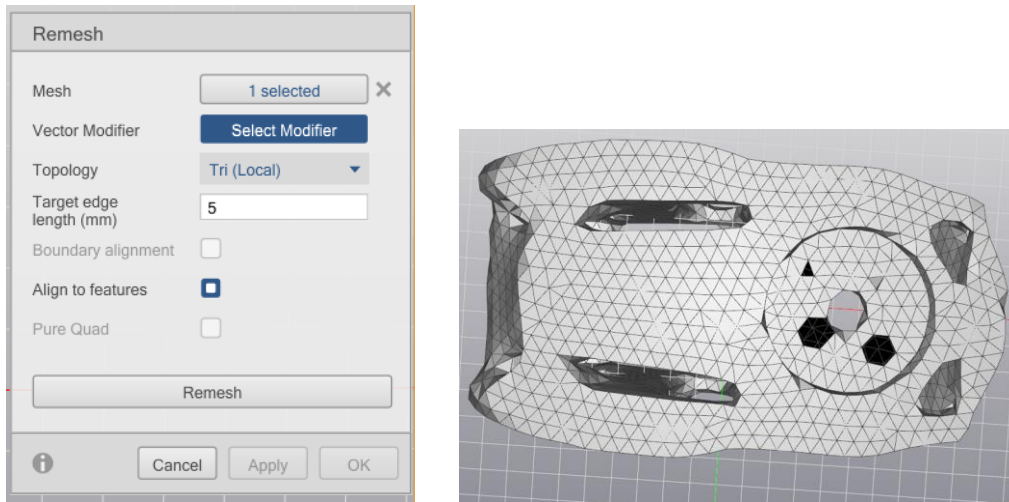 Remesh
Mesh
1 selected
Vector Modifier
Select Modifier
Topology
Tri (Local)
Target edge
length (mm)
5
Boundary alignment
Align to features
Pure Quad
Remesh
Cancel
Apply
OK